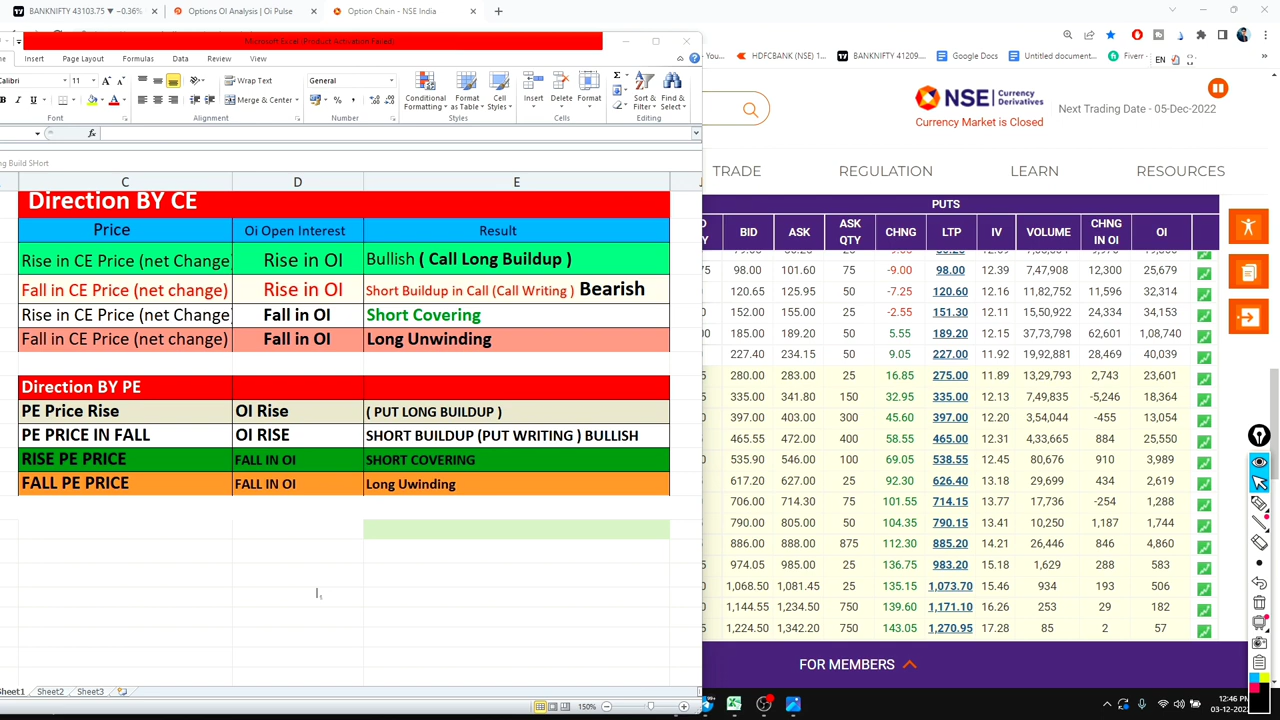 BANKNIFTY 43103.75 ▼ −0.36%
Options OI Analysis | Oi Pulse
Option Chain - NSE India
Microsoft Excel (Product Activation Failed)
HDFCBANK (NSE) 1...
BANKNIFTY 41209...
Google Docs
Untitled document...
Fiverr
EN
Insert Page Layout Formulas Data Review View
Calibri 11 Wrap Text General
Merge & Center
Conditional Formatting
Format as Table
Cell Styles
Insert Delete Format
Sort & Filter
Find & Select
Font Alignment Number Styles Cells Editing
C D E
Direction BY CE
Price Oi Open Interest Result
Rise in CE Price (net Change) Rise in OI Bullish ( Call Long Buildup )
Fall in CE Price (net change) Rise in OI Short Buildup in Call (Call Writing ) Bearish
Rise in CE Price (net Change) Fall in OI Short Covering
Fall in CE Price (net change) Fall in OI Long Unwinding
Direction BY PE
PE Price Rise OI Rise ( PUT LONG BUILDUP )
PE PRICE IN FALL OI RISE SHORT BUILDUP (PUT WRITING ) BULLISH
RISE PE PRICE FALL IN OI SHORT COVERING
FALL PE PRICE FALL IN OI Long Uwinding
Sheet2 Sheet3
150%
NSE Currency Derivatives
Next Trading Date - 05-Dec-2022
Currency Market is Closed
TRADE REGULATION LEARN RESOURCES
PUTS
BID ASK ASK QTY CHNG LTP IV VOLUME CHNG IN OI OI
98.00 101.60 75 -9.00 98.00 12.39 7,47,908 12,300 25,679
120.65 125.95 50 -7.25 120.60 12.16 11,82,752 11,596 32,314
152.00 155.00 25 -2.55 151.30 12.11 15,50,922 24,334 34,153
185.00 189.20 50 5.55 189.20 12.15 37,73,798 62,601 1,08,740
227.40 234.15 50 9.05 227.00 11.92 19,92,881 28,469 40,039
280.00 283.00 25 16.85 275.00 11.89 13,29,793 2,743 23,601
335.00 341.80 150 32.95 335.00 12.13 7,49,835 -5,246 18,364
397.00 403.00 300 45.60 397.00 12.20 3,54,044 -455 13,054
465.55 472.00 400 58.55 465.00 12.31 4,33,665 884 25,550
535.90 546.00 100 69.05 538.55 12.45 80,676 910 3,989
617.20 627.00 25 92.30 626.40 13.18 29,699 434 2,619
706.00 714.30 75 101.55 714.15 13.77 17,736 -254 1,288
790.00 805.00 50 104.35 790.15 13.41 10,250 1,187 1,744
886.00 888.00 875 112.30 885.20 14.21 26,446 846 4,860
974.05 985.00 25 136.75 983.20 15.18 1,629 288 583
1,068.50 1,081.45 25 135.15 1,073.70 15.46 934 193 506
1,144.55 1,234.50 750 139.60 1,171.10 16.26 253 29 182
1,224.50 1,342.20 750 143.05 1,270.95 17.28 85 2 57
FOR MEMBERS
12:46 PM
03-12-2022